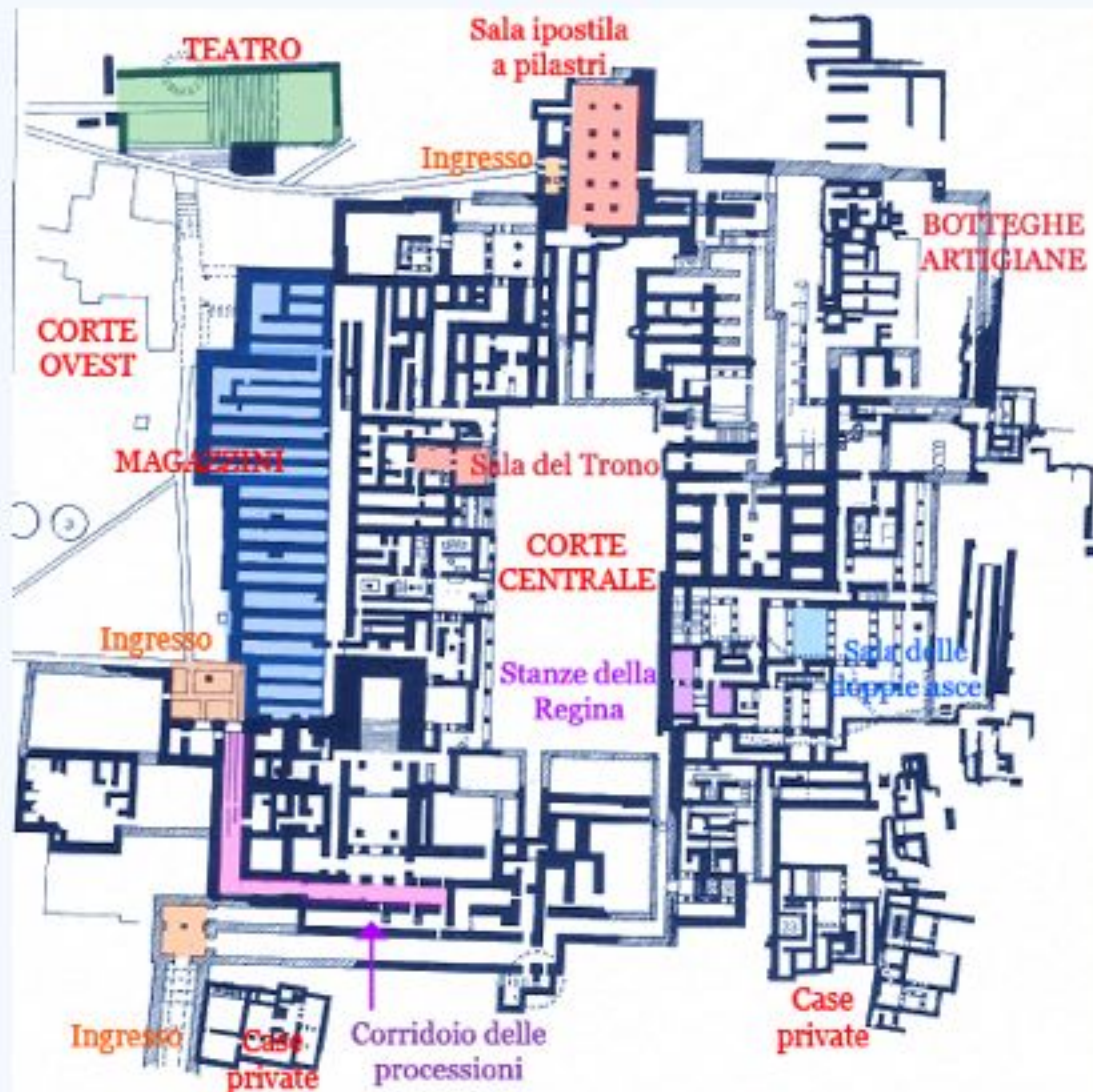 TEATRO
Sala ipostila
a pilastri
Ingresso
BOTTEGHE
ARTIGIANE
CORTE
OVEST
MAGAZZINI
Sala del Trono
CORTE
CENTRALE
Ingresso
Stanze della
Regina
Sala delle
doppie asce
Ingresso
Case
private
Corridoio delle
processioni
Case
private